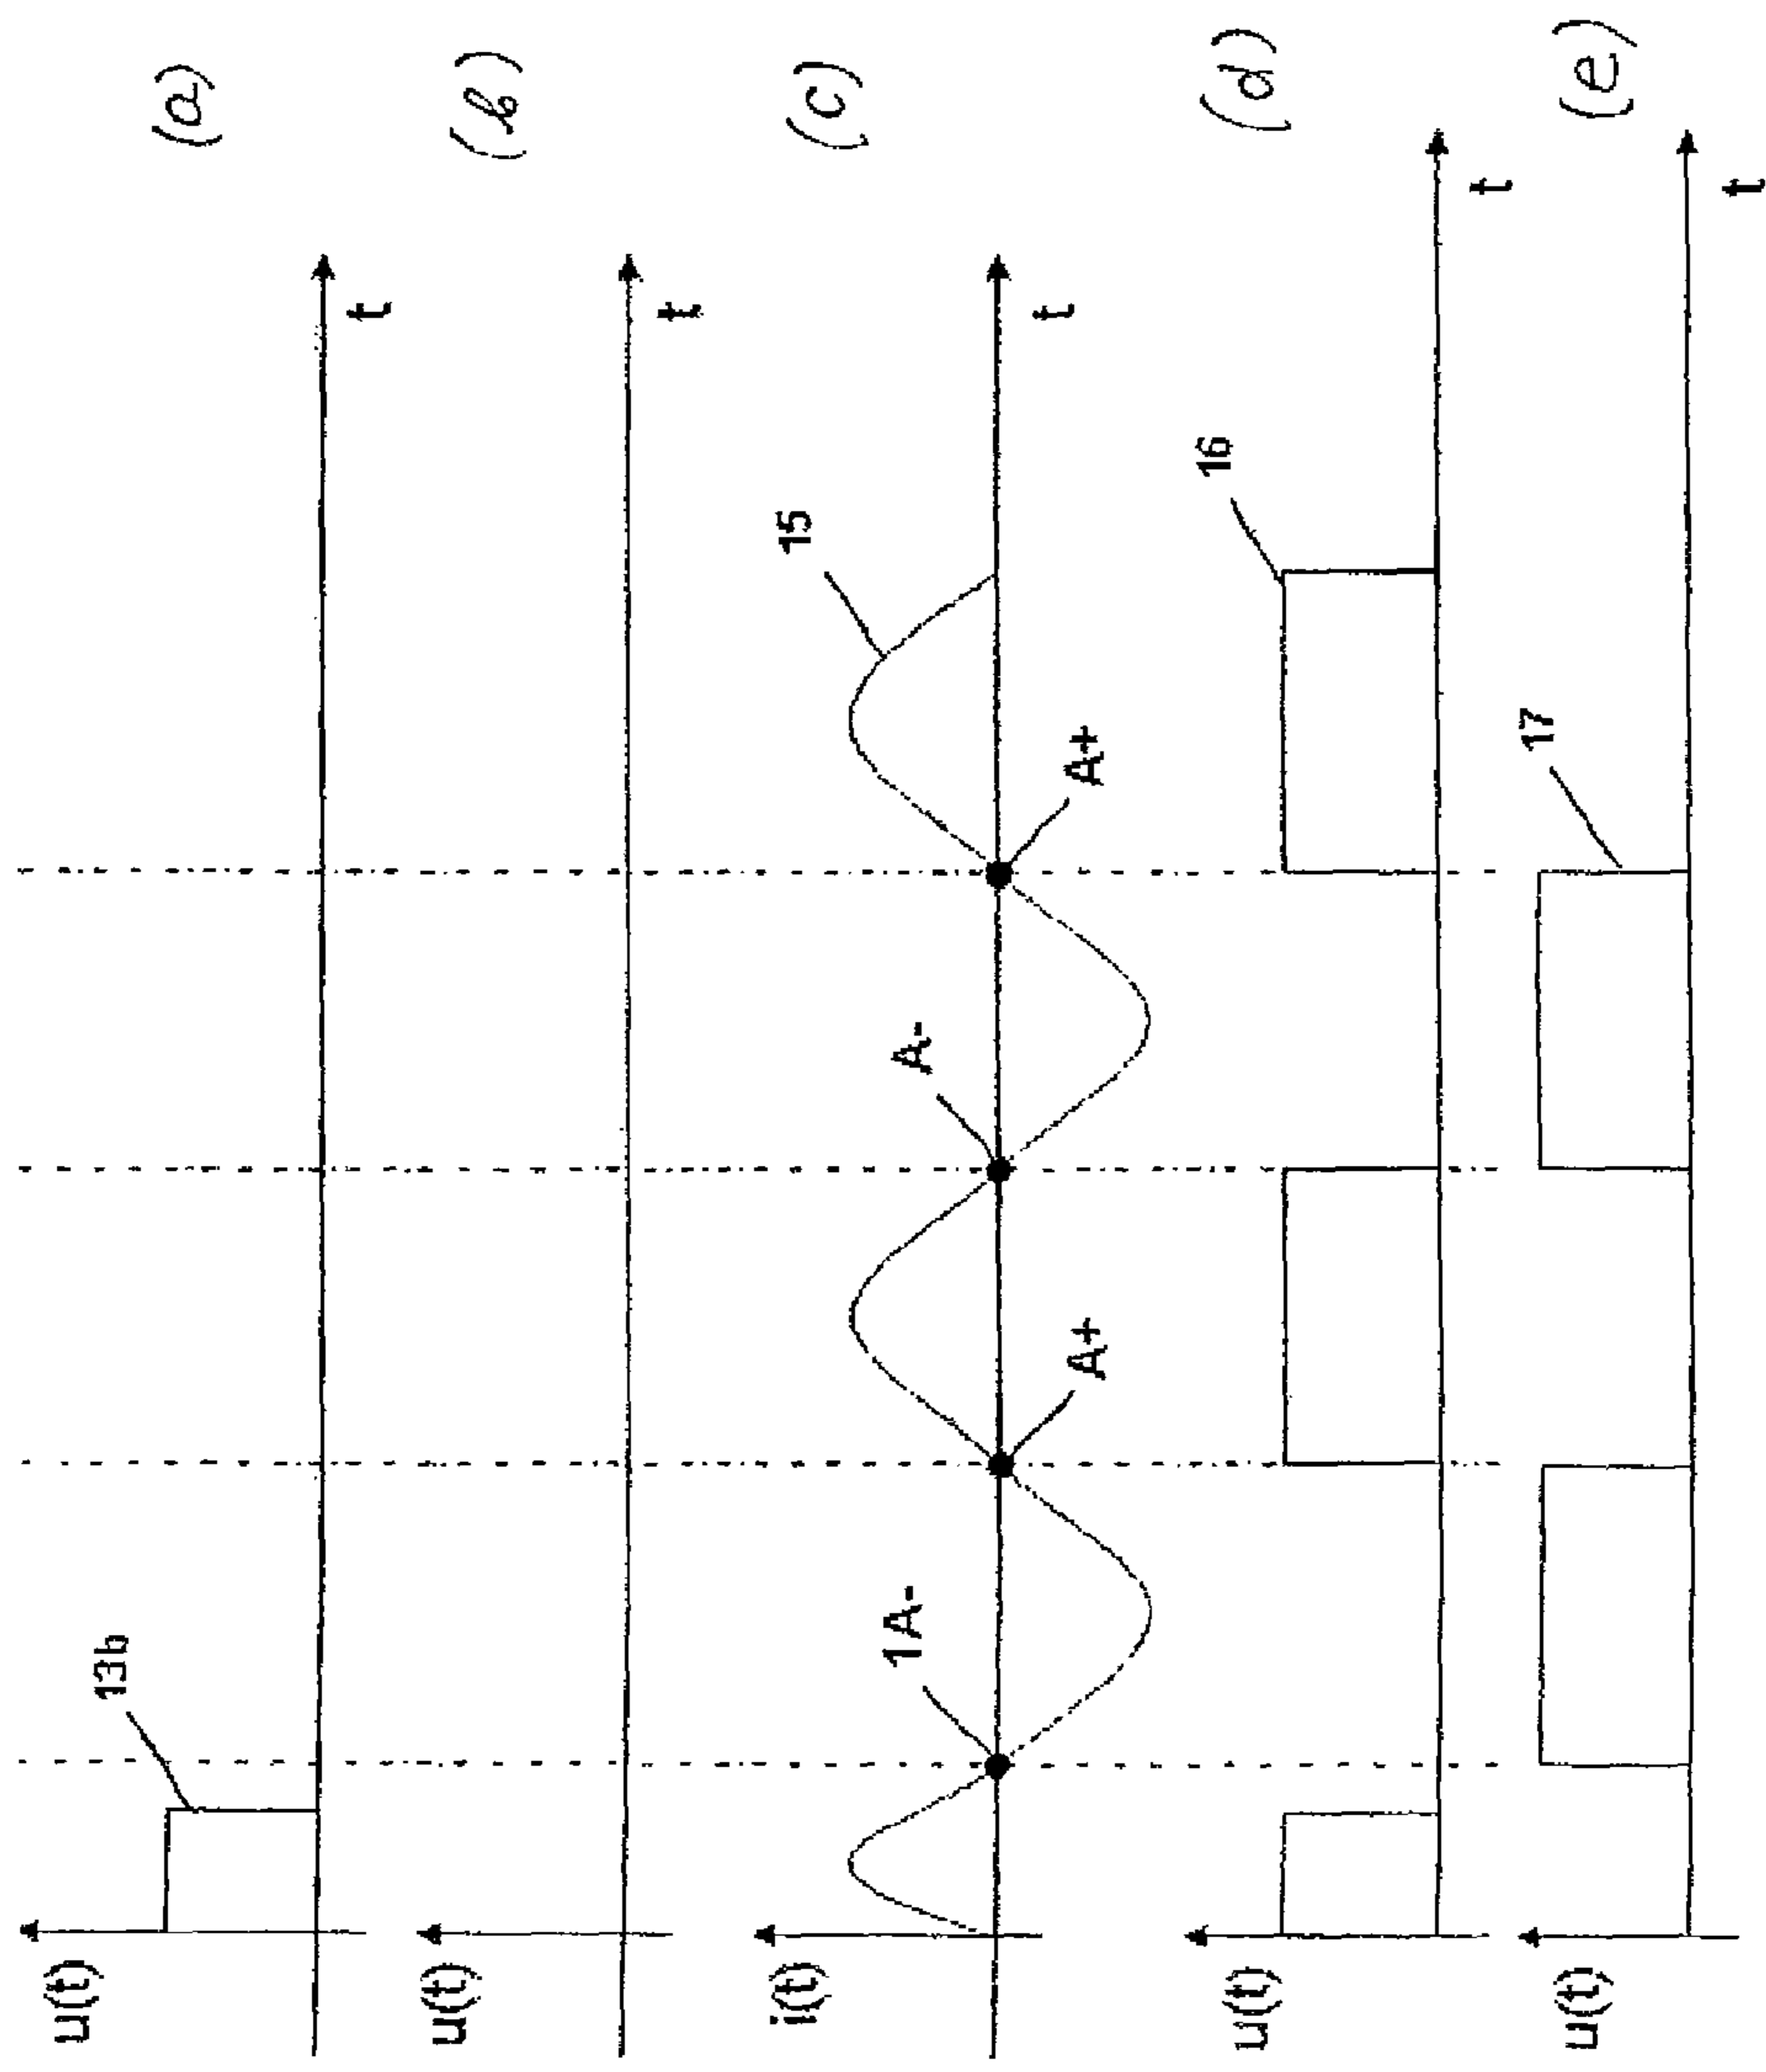 u(t)
13b
t
(a)
u(t)
t
(b)
i(t)
1A-
A+
A-
A+
15
t
(c)
u(t)
16
t
(d)
u(t)
17
t
(e)